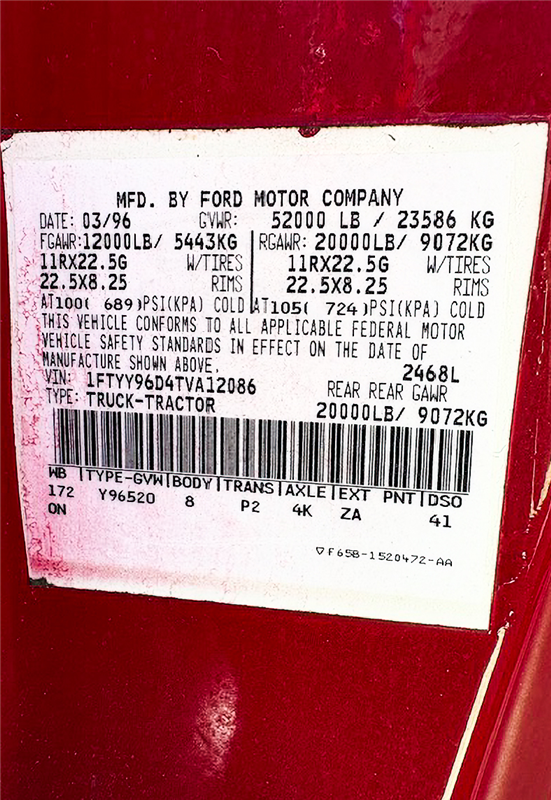 MFD. BY FORD MOTOR COMPANY
DATE: 03/96 GVWR: 52000 LB / 23586 KG
FGAWR:12000LB/ 5443KG RGAWR: 20000LB/ 9072KG
11RX22.5G W/TIRES 11RX22.5G W/TIRES
22.5X8.25 RIMS 22.5X8.25 RIMS
AT100( 689)PSI(KPA) COLD AT105( 724)PSI(KPA) COLD
THIS VEHICLE CONFORMS TO ALL APPLICABLE FEDERAL MOTOR
VEHICLE SAFETY STANDARDS IN EFFECT ON THE DATE OF
MANUFACTURE SHOWN ABOVE. 2468L
VIN: 1FTYY96D4TVA12086 REAR REAR GAWR
TYPE: TRUCK-TRACTOR 20000LB/ 9072KG
WB |TYPE-GVW|BODY|TRANS|AXLE|EXT PNT|DSO
172 Y96520 8 P2 4K ZA 41
ON
▽F65B-1520472-AA